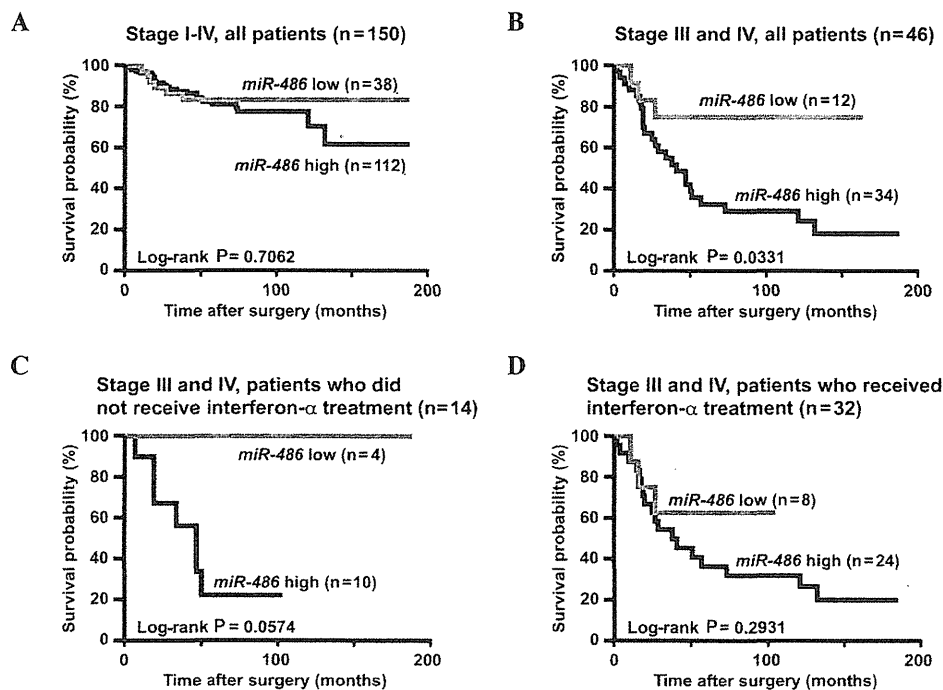 A
Stage I-IV, all patients (n=150)
Survival probability (%)
100
80
60
40
20
0
miR-486 low (n=38)
miR-486 high (n=112)
Log-rank P= 0.7062
0
100
200
Time after surgery (months)
B
Stage III and IV, all patients (n=46)
Survival probability (%)
100
80
60
40
20
0
miR-486 low (n=12)
miR-486 high (n=34)
Log-rank P= 0.0331
0
100
200
Time after surgery (months)
C
Stage III and IV, patients who did
not receive interferon-α treatment (n=14)
Survival probability (%)
100
80
60
40
20
0
miR-486 low (n=4)
miR-486 high (n=10)
Log-rank P= 0.0574
0
100
200
Time after surgery (months)
D
Stage III and IV, patients who received
interferon-α treatment (n=32)
Survival probability (%)
100
80
60
40
20
0
miR-486 low (n=8)
miR-486 high (n=24)
Log-rank P= 0.2931
0
100
200
Time after surgery (months)